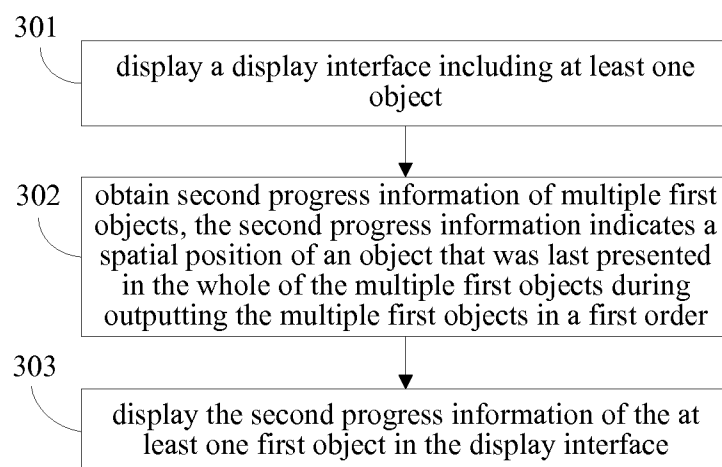 301
display a display interface including at least one
object
302
obtain second progress information of multiple first
objects, the second progress information indicates a
spatial position of an object that was last presented
in the whole of the multiple first objects during
outputting the multiple first objects in a first order
303
display the second progress information of the at
least one first object in the display interface